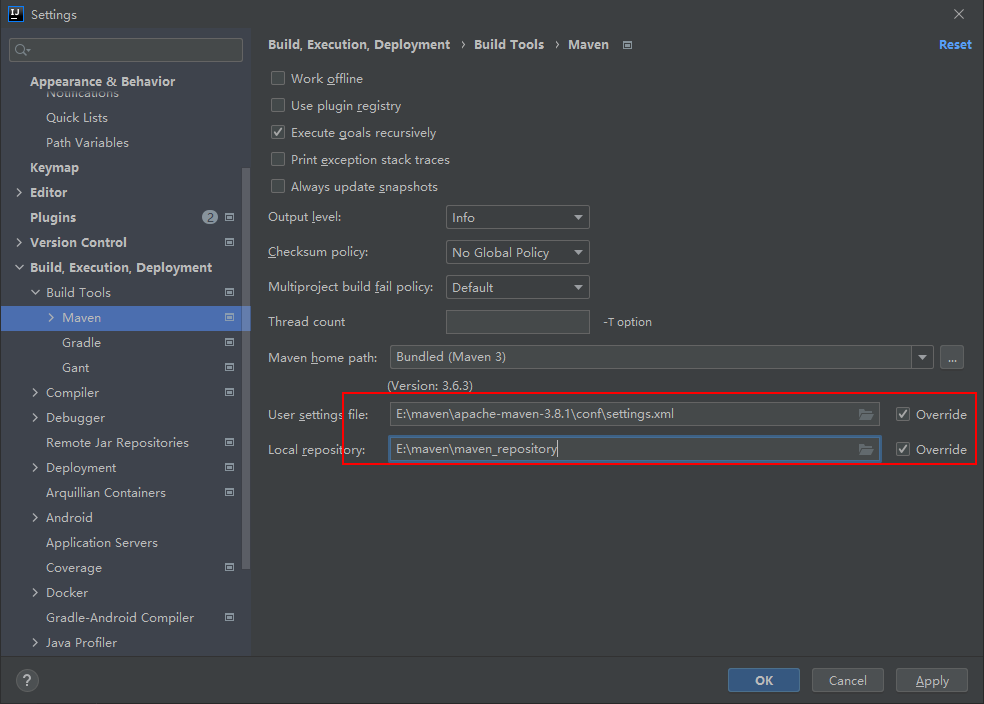 Settings
Build, Execution, Deployment › Build Tools › Maven
Reset
Appearance & Behavior
Notifications
Quick Lists
Path Variables
Keymap
Editor
Plugins 2
Version Control
Build, Execution, Deployment
Build Tools
Maven
Gradle
Gant
Compiler
Debugger
Remote Jar Repositories
Deployment
Arquillian Containers
Android
Application Servers
Coverage
Docker
Gradle-Android Compiler
Java Profiler
Work offline
Use plugin registry
Execute goals recursively
Print exception stack traces
Always update snapshots
Output level: Info
Checksum policy: No Global Policy
Multiproject build fail policy: Default
Thread count -T option
Maven home path: Bundled (Maven 3) ...
(Version: 3.6.3)
User settings file: E:\maven\apache-maven-3.8.1\conf\settings.xml Override
Local repository: E:\maven\maven_repository Override
? OK Cancel Apply